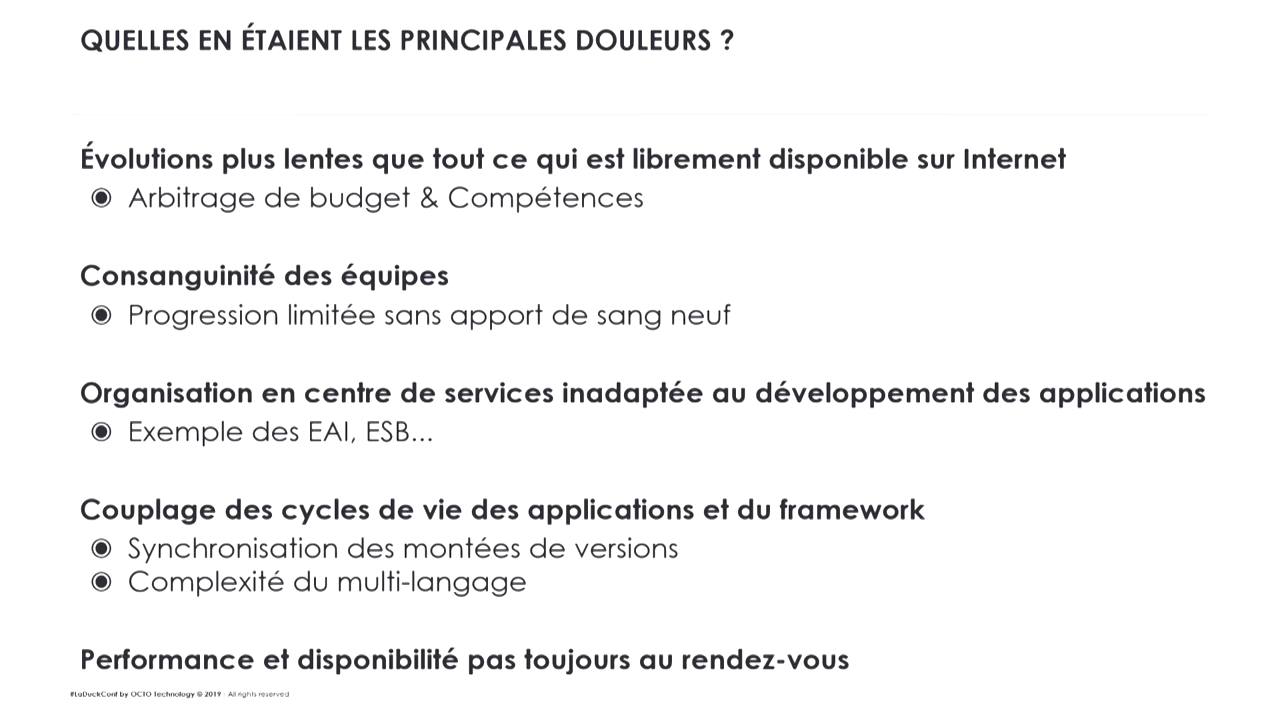 QUELLES EN ÉTAIENT LES PRINCIPALES DOULEURS ?
Évolutions plus lentes que tout ce qui est librement disponible sur Internet
◉ Arbitrage de budget & Compétences
Consanguinité des équipes
◉ Progression limitée sans apport de sang neuf
Organisation en centre de services inadaptée au développement des applications
◉ Exemple des EAI, ESB...
Couplage des cycles de vie des applications et du framework
◉ Synchronisation des montées de versions
◉ Complexité du multi-langage
Performance et disponibilité pas toujours au rendez-vous
#LaDuckConf by OCTO Technology © 2019 - All rights reserved